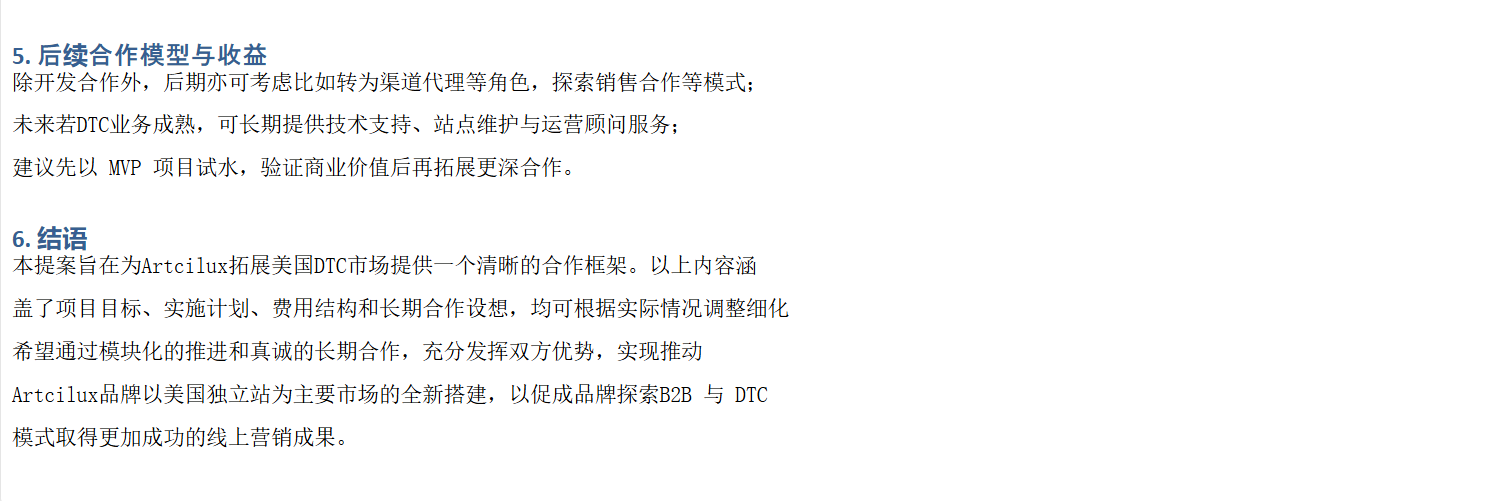 5. 后续合作模型与收益
除开发合作外，后期亦可考虑比如转为渠道代理等角色，探索销售合作等模式；
未来若DTC业务成熟，可长期提供技术支持、站点维护与运营顾问服务；
建议先以 MVP 项目试水，验证商业价值后再拓展更深合作。
6. 结语
本提案旨在为Artcilux拓展美国DTC市场提供一个清晰的合作框架。以上内容涵
盖了项目目标、实施计划、费用结构和长期合作设想，均可根据实际情况调整细化
希望通过模块化的推进和真诚的长期合作，充分发挥双方优势，实现推动
Artcilux品牌以美国独立站为主要市场的全新搭建，以促成品牌探索B2B 与 DTC
模式取得更加成功的线上营销成果。